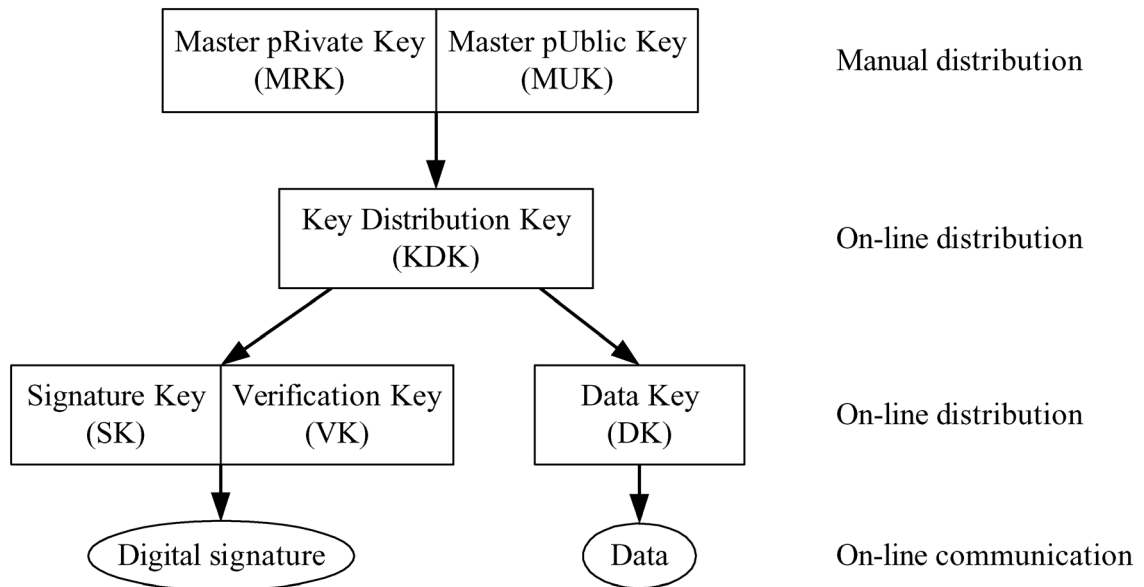 Master pRivate Key
(MRK)
Master pUblic Key
(MUK)
Manual distribution
Key Distribution Key
(KDK)
On-line distribution
Signature Key
(SK)
Verification Key
(VK)
Data Key
(DK)
On-line distribution
Digital signature
Data
On-line communication